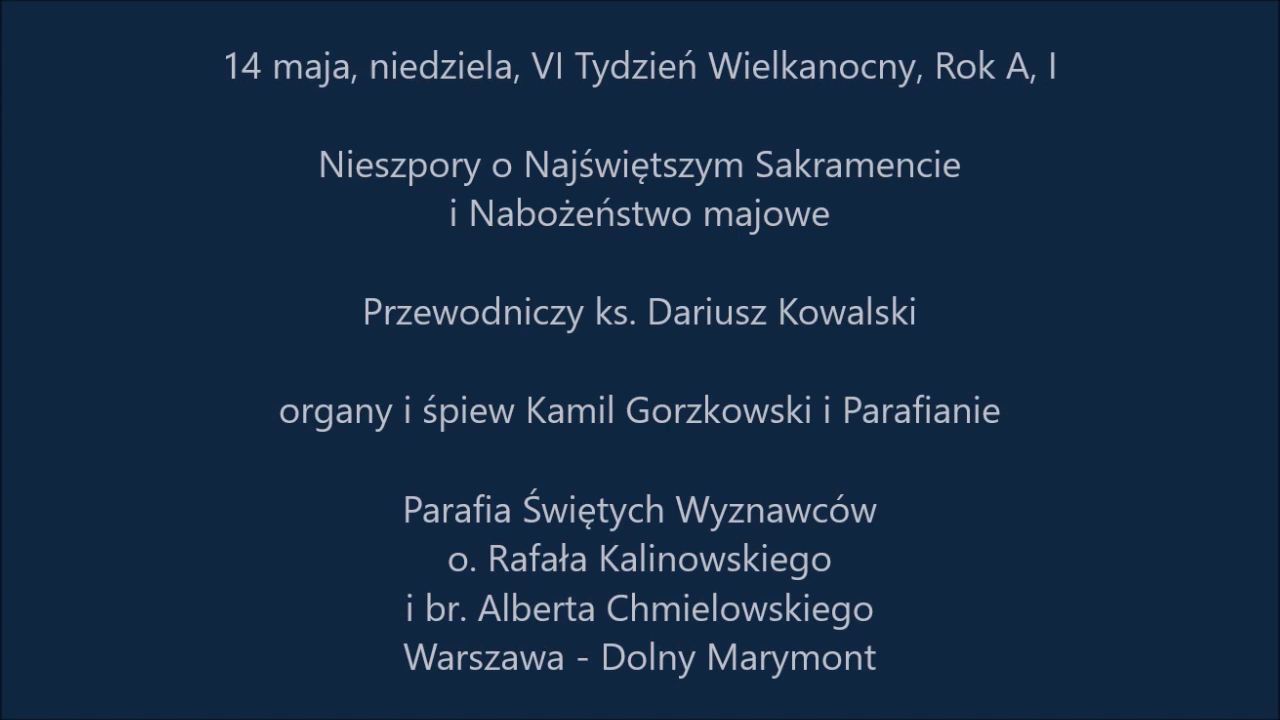 14 maja, niedziela, VI Tydzień Wielkanocny, Rok A, I
Nieszpory o Najświętszym Sakramencie
i Nabożeństwo majowe
Przewodniczy ks. Dariusz Kowalski
organy i śpiew Kamil Gorzkowski i Parafianie
Parafia Świętych Wyznawców
o. Rafała Kalinowskiego
i br. Alberta Chmielowskiego
Warszawa - Dolny Marymont